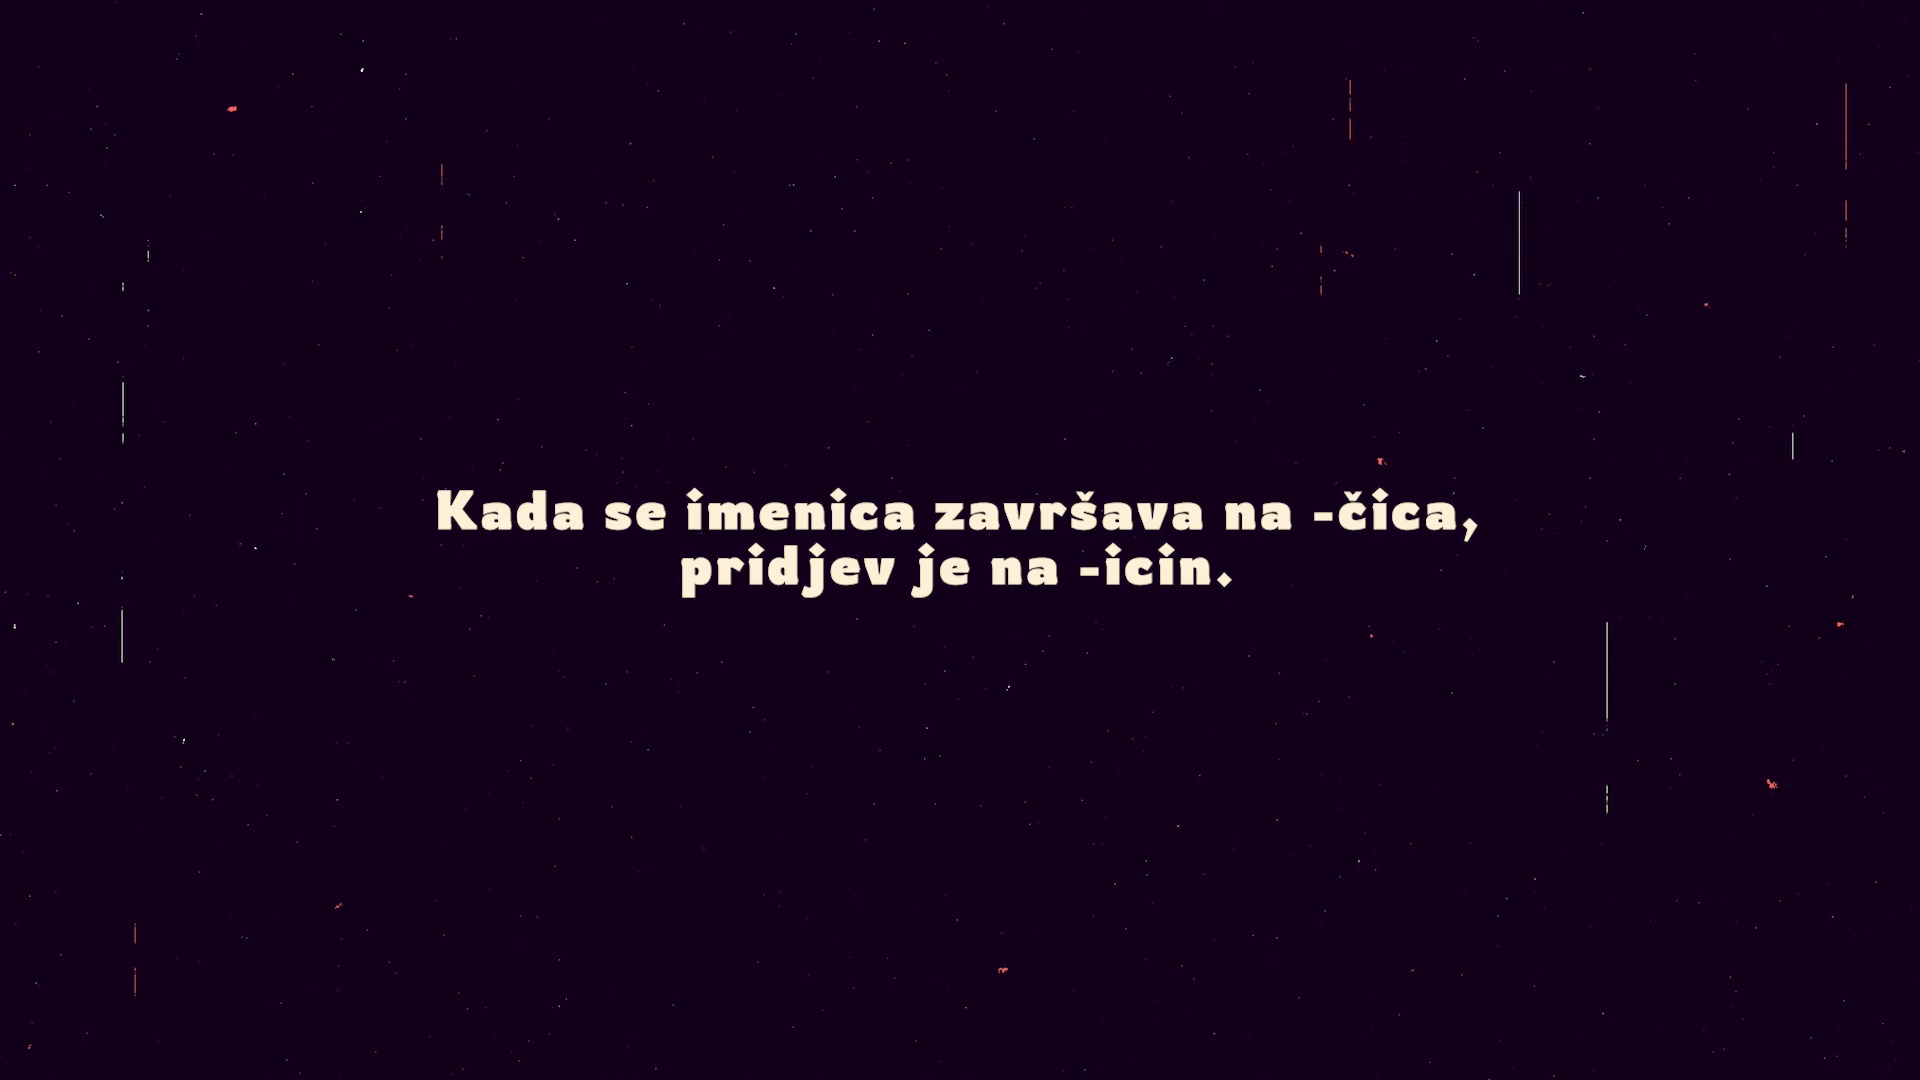 Kada se imenica završava na -čica,
pridjev je na -icin.